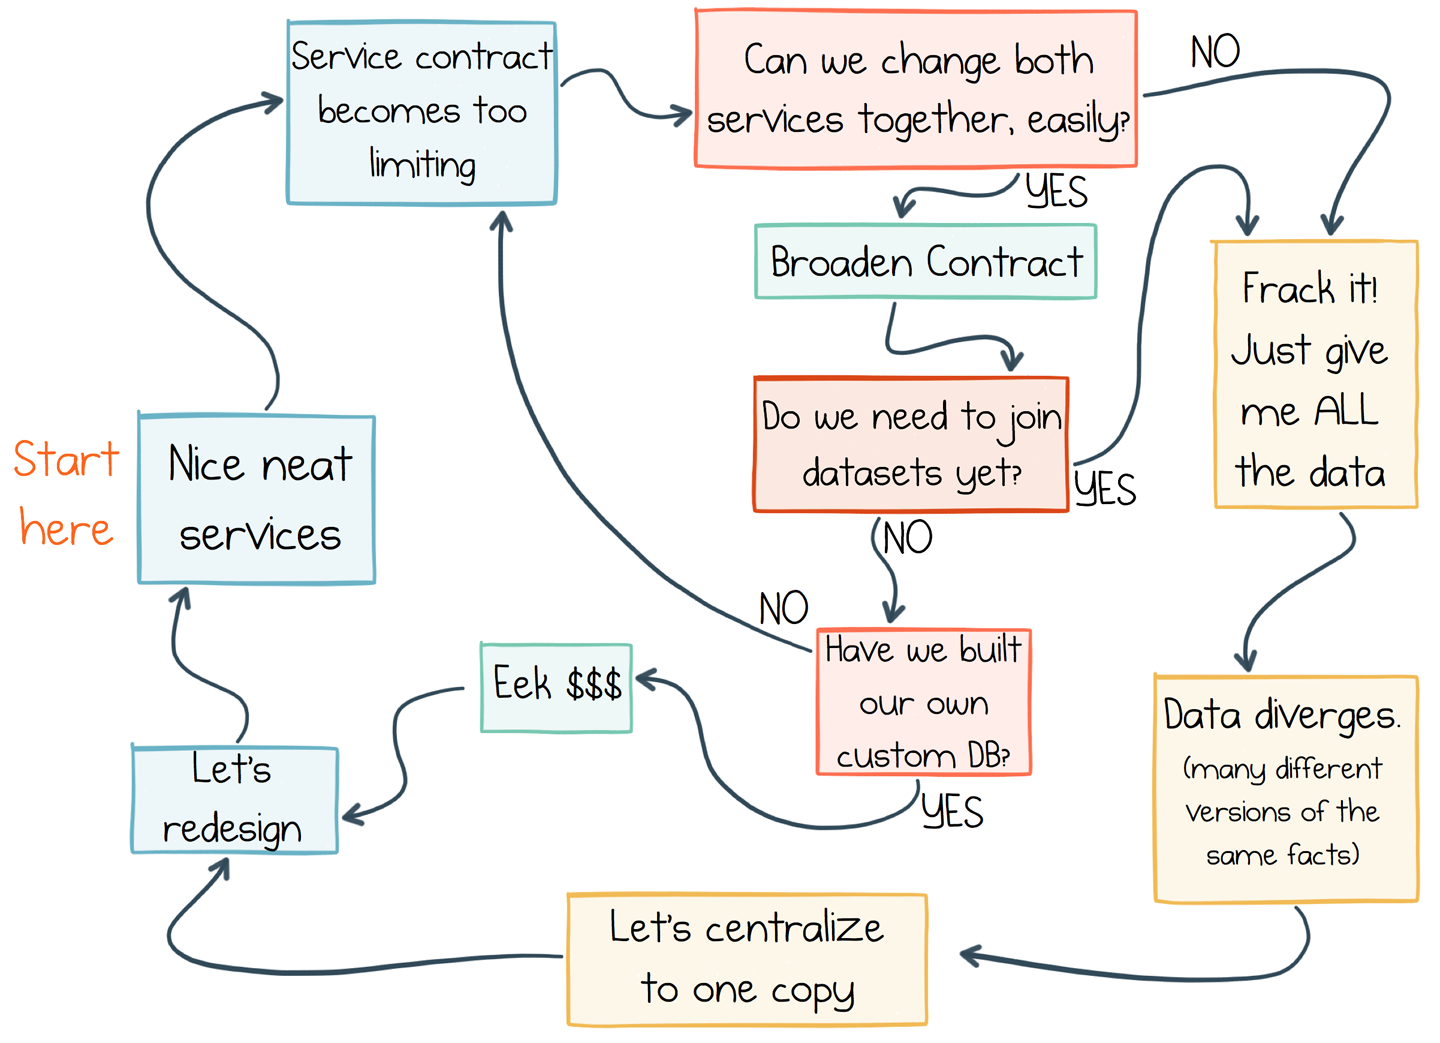 Service contract
becomes too
limiting
Can we change both
services together, easily?
NO
YES
Broaden Contract
Frack it!
Just give
me ALL
the data
Do we need to join
datasets yet?
YES
NO
Start
here
Nice neat
services
NO
Have we built
our own
custom DB?
YES
Eek $$$
Let's
redesign
Data diverges.
(many different
versions of the
same facts)
Let's centralize
to one copy